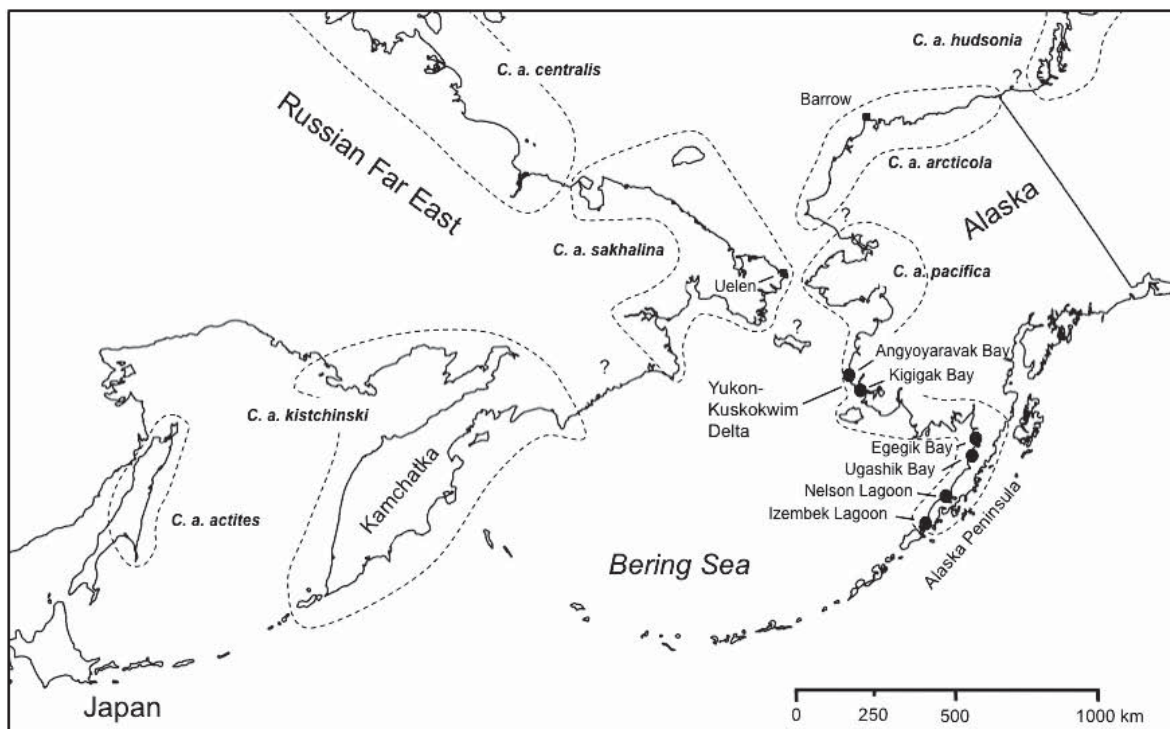 C. a. hudsonia
C. a. centralis
?
Barrow
Russian Far East
C. a. arcticola
?
Alaska
C. a. sakhalina
C. a. pacifica
Uelen
?
Angyoyaravak Bay
?
Kigigak Bay
Yukon-
Kuskokwim
Delta
C. a. kistchinski
Egegik Bay
Ugashik Bay
Kamchatka
Nelson Lagoon
C. a. actites
Izembek Lagoon
Alaska Peninsula
Bering Sea
Japan
0 250 500 1000 km